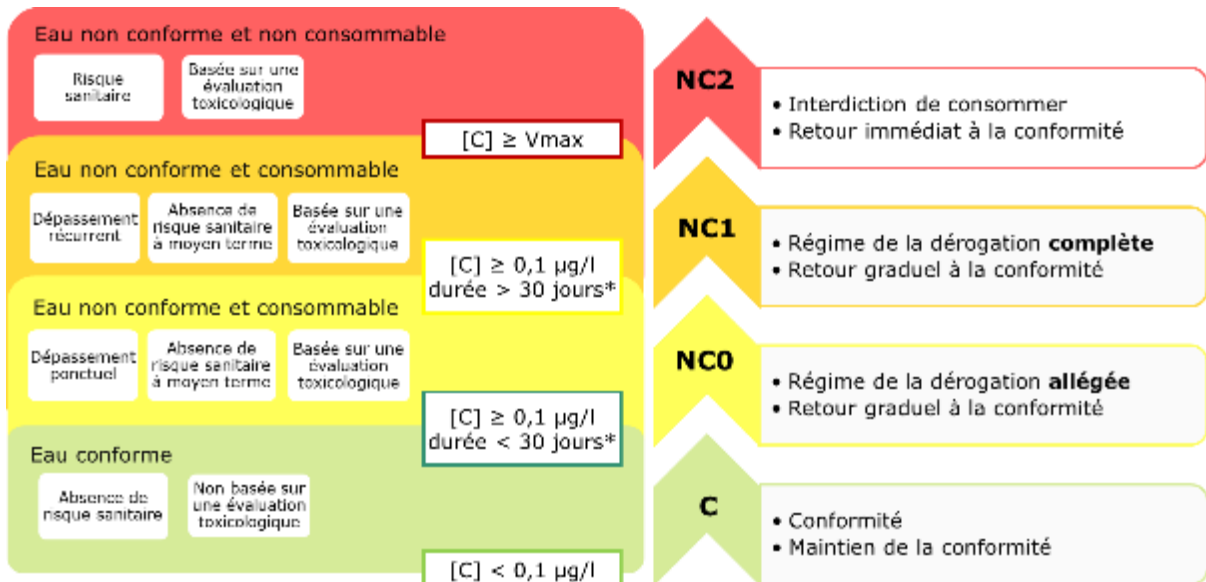 Eau non conforme et non consommable
Risque
sanitaire
Basée sur une
évaluation
toxicologique
[C] ≥ Vmax
Eau non conforme et consommable
Dépassement
récurrent
Absence de
risque sanitaire
à moyen terme
Basée sur une
évaluation
toxicologique
[C] ≥ 0,1 µg/l
durée > 30 jours*
Eau non conforme et consommable
Dépassement
ponctuel
Absence de
risque sanitaire
à moyen terme
Basée sur une
évaluation
toxicologique
[C] ≥ 0,1 µg/l
durée < 30 jours*
Eau conforme
Absence de
risque sanitaire
Non basée sur
une évaluation
toxicologique
[C] < 0,1 µg/l
NC2
• Interdiction de consommer
• Retour immédiat à la conformité
NC1
• Régime de la dérogation complète
• Retour graduel à la conformité
NC0
• Régime de la dérogation allégée
• Retour graduel à la conformité
C
• Conformité
• Maintien de la conformité